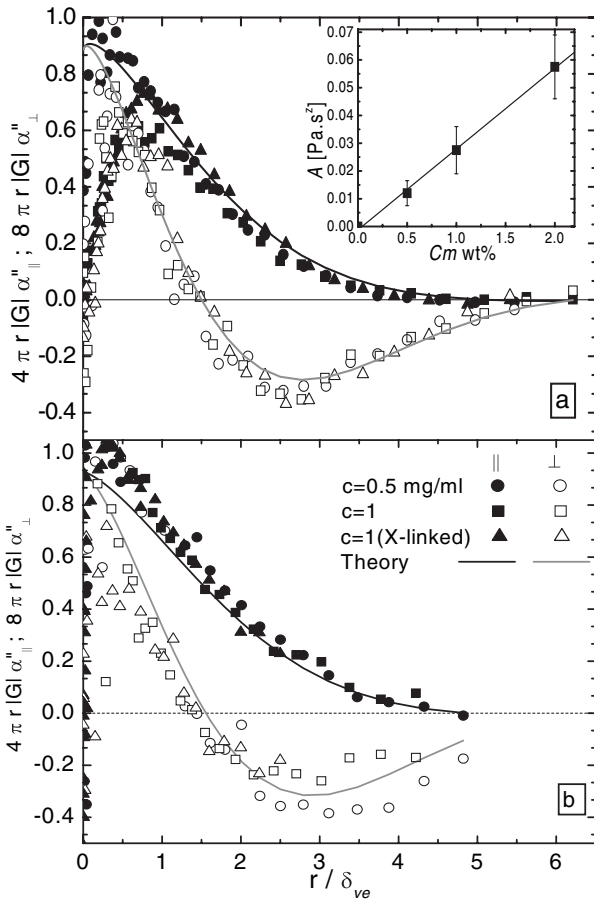 4 π r |G| α''∥ ; 8 π r |G| α''⊥
1.0
0.8
0.6
0.4
0.2
0.0
-0.2
-0.4
A [Pa.s^z]
0.07
0.06
0.05
0.04
0.03
0.02
0.01
0.00
0.0 0.5 1.0 1.5 2.0
Cm wt%
a
4 π r |G| α''∥ ; 8 π r |G| α''⊥
1.0
0.8
0.6
0.4
0.2
0.0
-0.2
-0.4
|| ⊥
c=0.5 mg/ml
c=1
c=1(X-linked)
Theory
b
0 1 2 3 4 5 6
r / δve